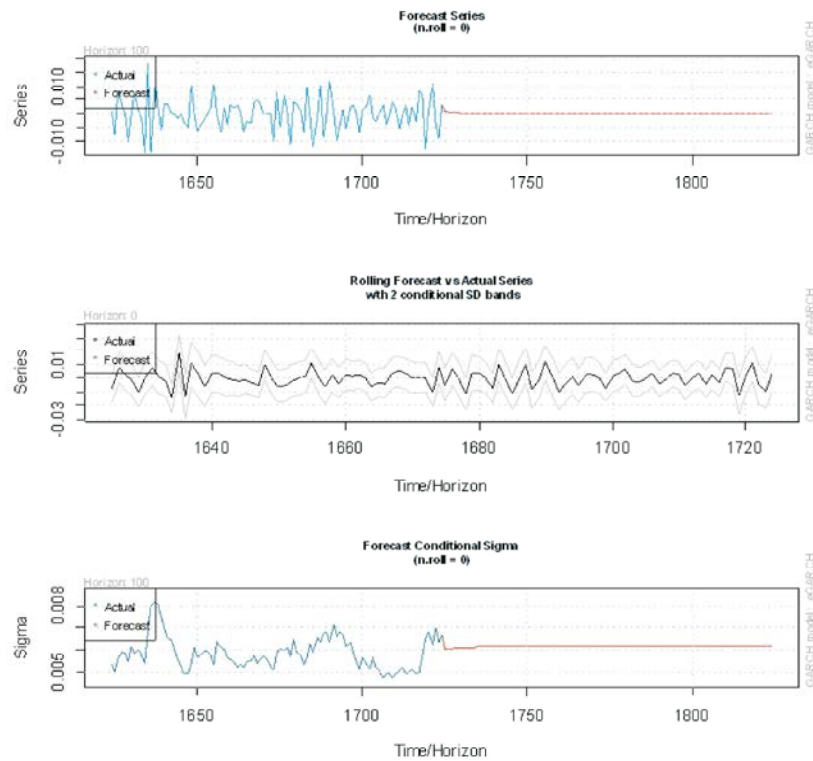 Forecast Series
(n.roll = 0)
Horizon: 100
Actual
Forecast
0.010
-0.010
Series
1650 1700 1750 1800
Time/Horizon
GARCH model : eGARCH
Rolling Forecast vs Actual Series
wth 2 conditional SD bands
Horizon: 0
Actual
Forecast
0.01
-0.03
Series
1640 1660 1680 1700 1720
Time/Horizon
GARCH model : eGARCH
Forecast Conditional Sigma
(n.roll = 0)
Horizon: 100
Actual
Forecast
0.008
0.005
Sigma
1650 1700 1750 1800
Time/Horizon
GARCH model : eGARCH